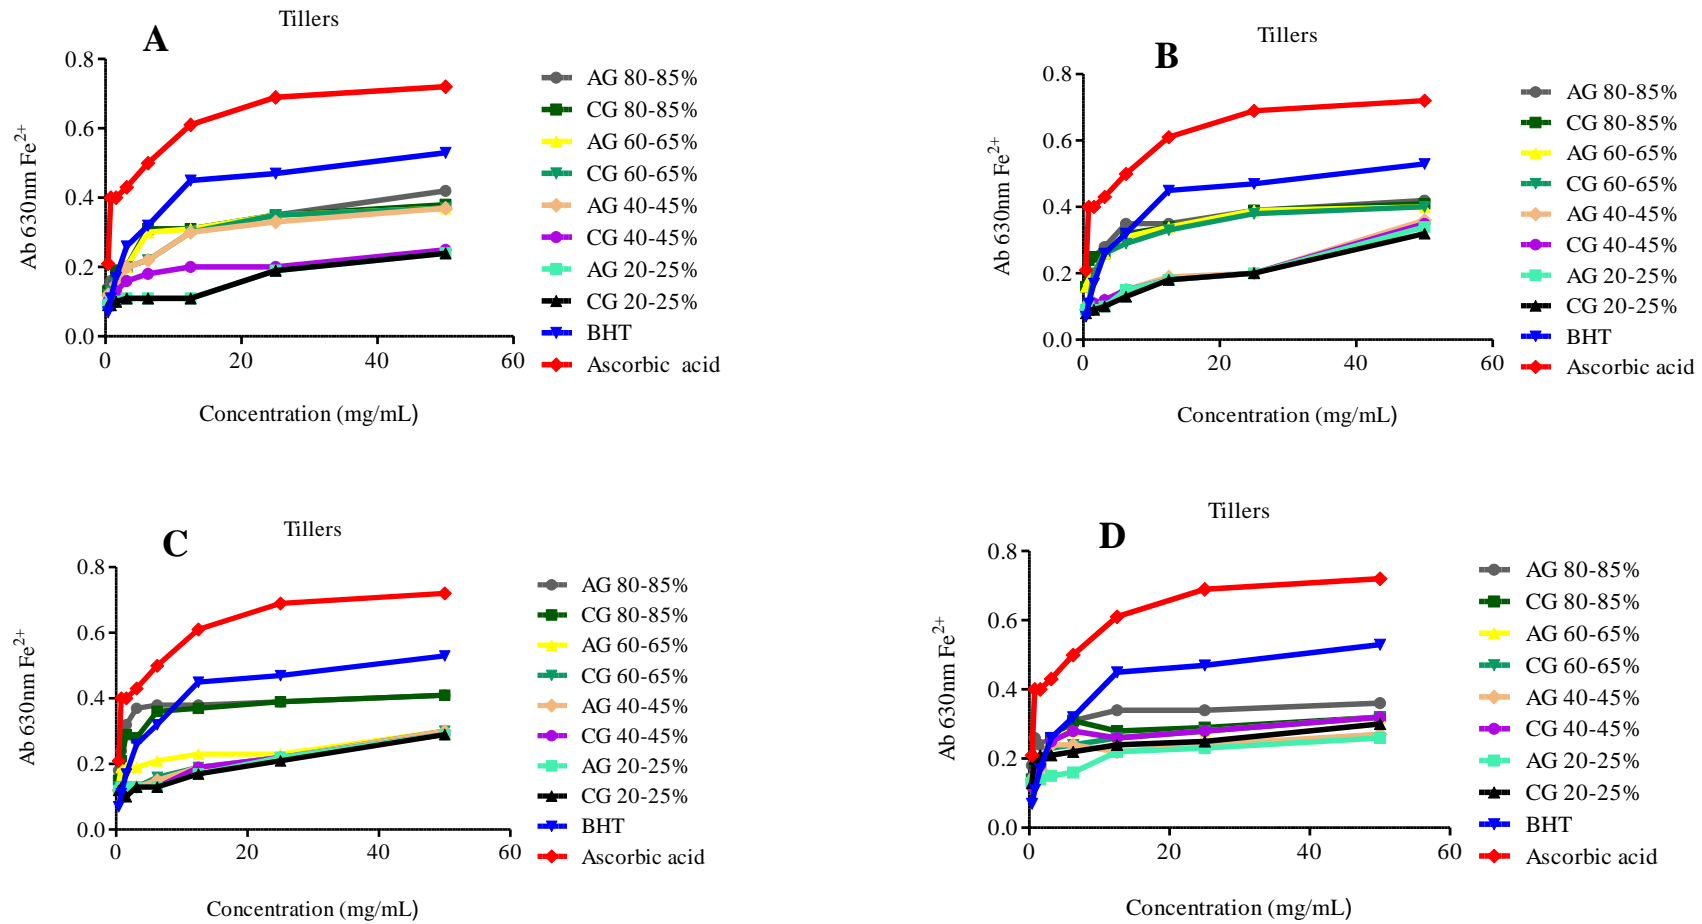 Tillers
A
0.8
0.6
0.4
0.2
0.0
Ab 630nm Fe²⁺
0 20 40 60
Concentration (mg/mL)
AG 80-85%
CG 80-85%
AG 60-65%
CG 60-65%
AG 40-45%
CG 40-45%
AG 20-25%
CG 20-25%
BHT
Ascorbic acid
Tillers
B
0.8
0.6
0.4
0.2
0.0
Ab 630nm Fe²⁺
0 20 40 60
Concentration (mg/mL)
AG 80-85%
CG 80-85%
AG 60-65%
CG 60-65%
AG 40-45%
CG 40-45%
AG 20-25%
CG 20-25%
BHT
Ascorbic acid
Tillers
C
0.8
0.6
0.4
0.2
0.0
Ab 630nm Fe²⁺
0 20 40 60
Concentration (mg/mL)
AG 80-85%
CG 80-85%
AG 60-65%
CG 60-65%
AG 40-45%
CG 40-45%
AG 20-25%
CG 20-25%
BHT
Ascorbic acid
Tillers
D
0.8
0.6
0.4
0.2
0.0
Ab 630nm Fe²⁺
0 20 40 60
Concentration (mg/mL)
AG 80-85%
CG 80-85%
AG 60-65%
CG 60-65%
AG 40-45%
CG 40-45%
AG 20-25%
CG 20-25%
BHT
Ascorbic acid